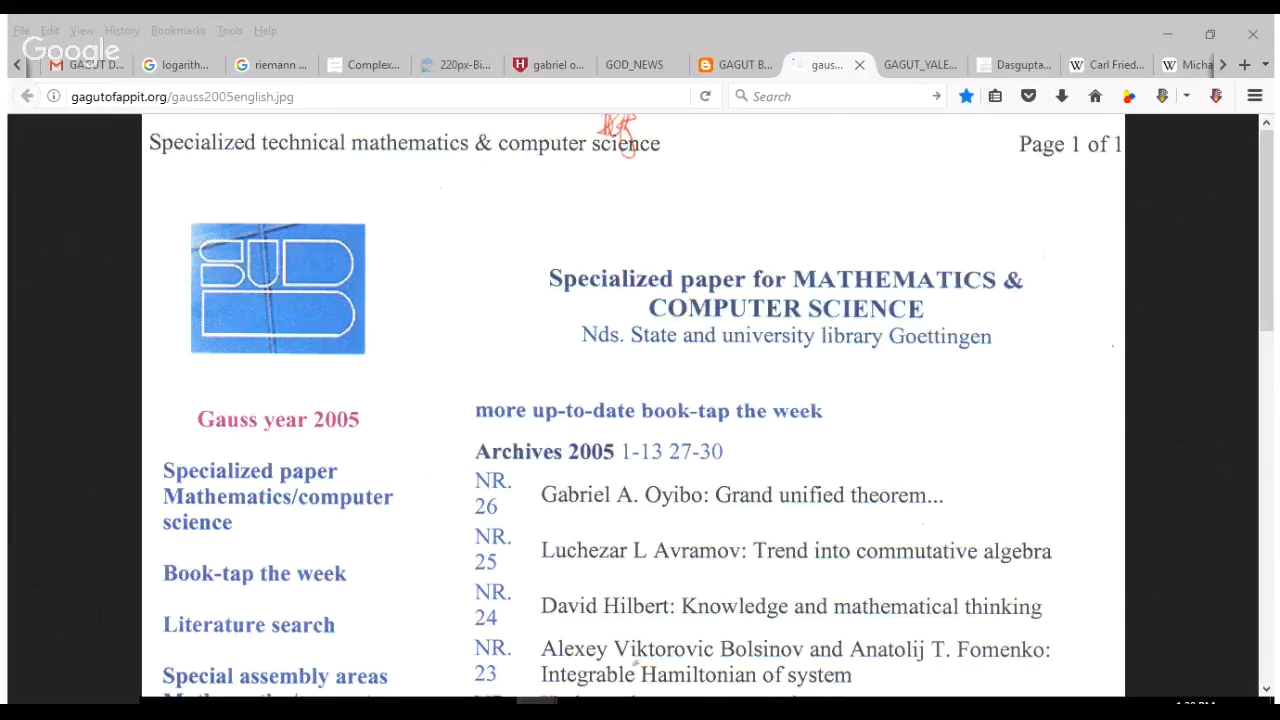 File Edit View History Bookmarks Tools Help
Google
GAGUT D... logarith... riemann ... Complex... 220px-Bi... gabriel o... GOD_NEWS GAGUT B... gaus... GAGUT_YALE... Dasgupta... Carl Fried... Micha
gagutofappit.org/gauss2005english.jpg Search
Specialized technical mathematics & computer science Page 1 of 1
SUB
Specialized paper for MATHEMATICS &
COMPUTER SCIENCE
Nds. State and university library Goettingen
Gauss year 2005
more up-to-date book-tap the week
Archives 2005 1-13 27-30
Specialized paper
Mathematics/computer
science
Book-tap the week
Literature search
Special assembly areas
NR.
26 Gabriel A. Oyibo: Grand unified theorem...
NR.
25 Luchezar L Avramov: Trend into commutative algebra
NR.
24 David Hilbert: Knowledge and mathematical thinking
NR.
23 Alexey Viktorovic Bolsinov and Anatolij T. Fomenko:
Integrable Hamiltonian of system